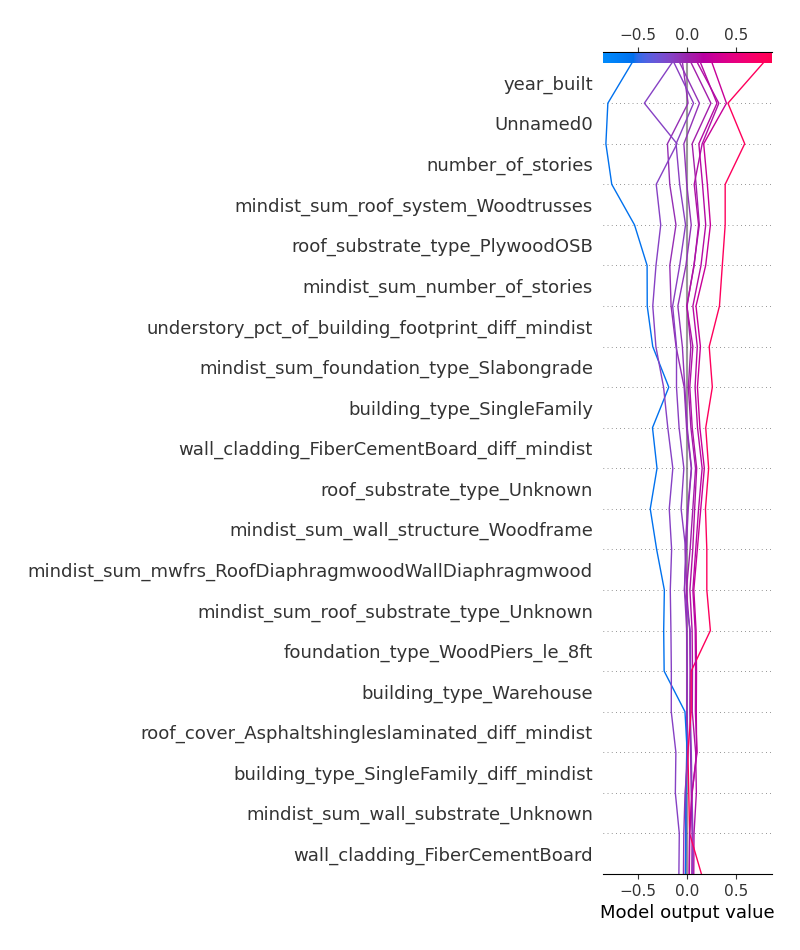 −0.5 0.0 0.5
year_built
Unnamed0
number_of_stories
mindist_sum_roof_system_Woodtrusses
roof_substrate_type_PlywoodOSB
mindist_sum_number_of_stories
understory_pct_of_building_footprint_diff_mindist
mindist_sum_foundation_type_Slabongrade
building_type_SingleFamily
wall_cladding_FiberCementBoard_diff_mindist
roof_substrate_type_Unknown
mindist_sum_wall_structure_Woodframe
mindist_sum_mwfrs_RoofDiaphragmwoodWallDiaphragmwood
mindist_sum_roof_substrate_type_Unknown
foundation_type_WoodPiers_le_8ft
building_type_Warehouse
roof_cover_Asphaltshingleslaminated_diff_mindist
building_type_SingleFamily_diff_mindist
mindist_sum_wall_substrate_Unknown
wall_cladding_FiberCementBoard
−0.5 0.0 0.5
Model output value